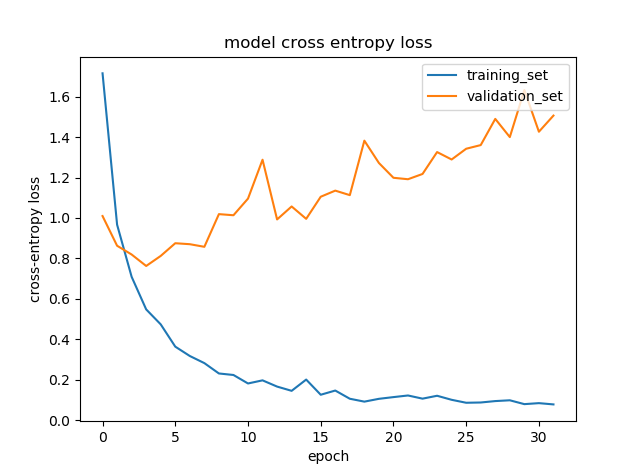 model cross entropy loss
training_set
validation_set
1.6
1.4
1.2
1.0
0.8
0.6
0.4
0.2
0.0
cross-entropy loss
0 5 10 15 20 25 30
epoch